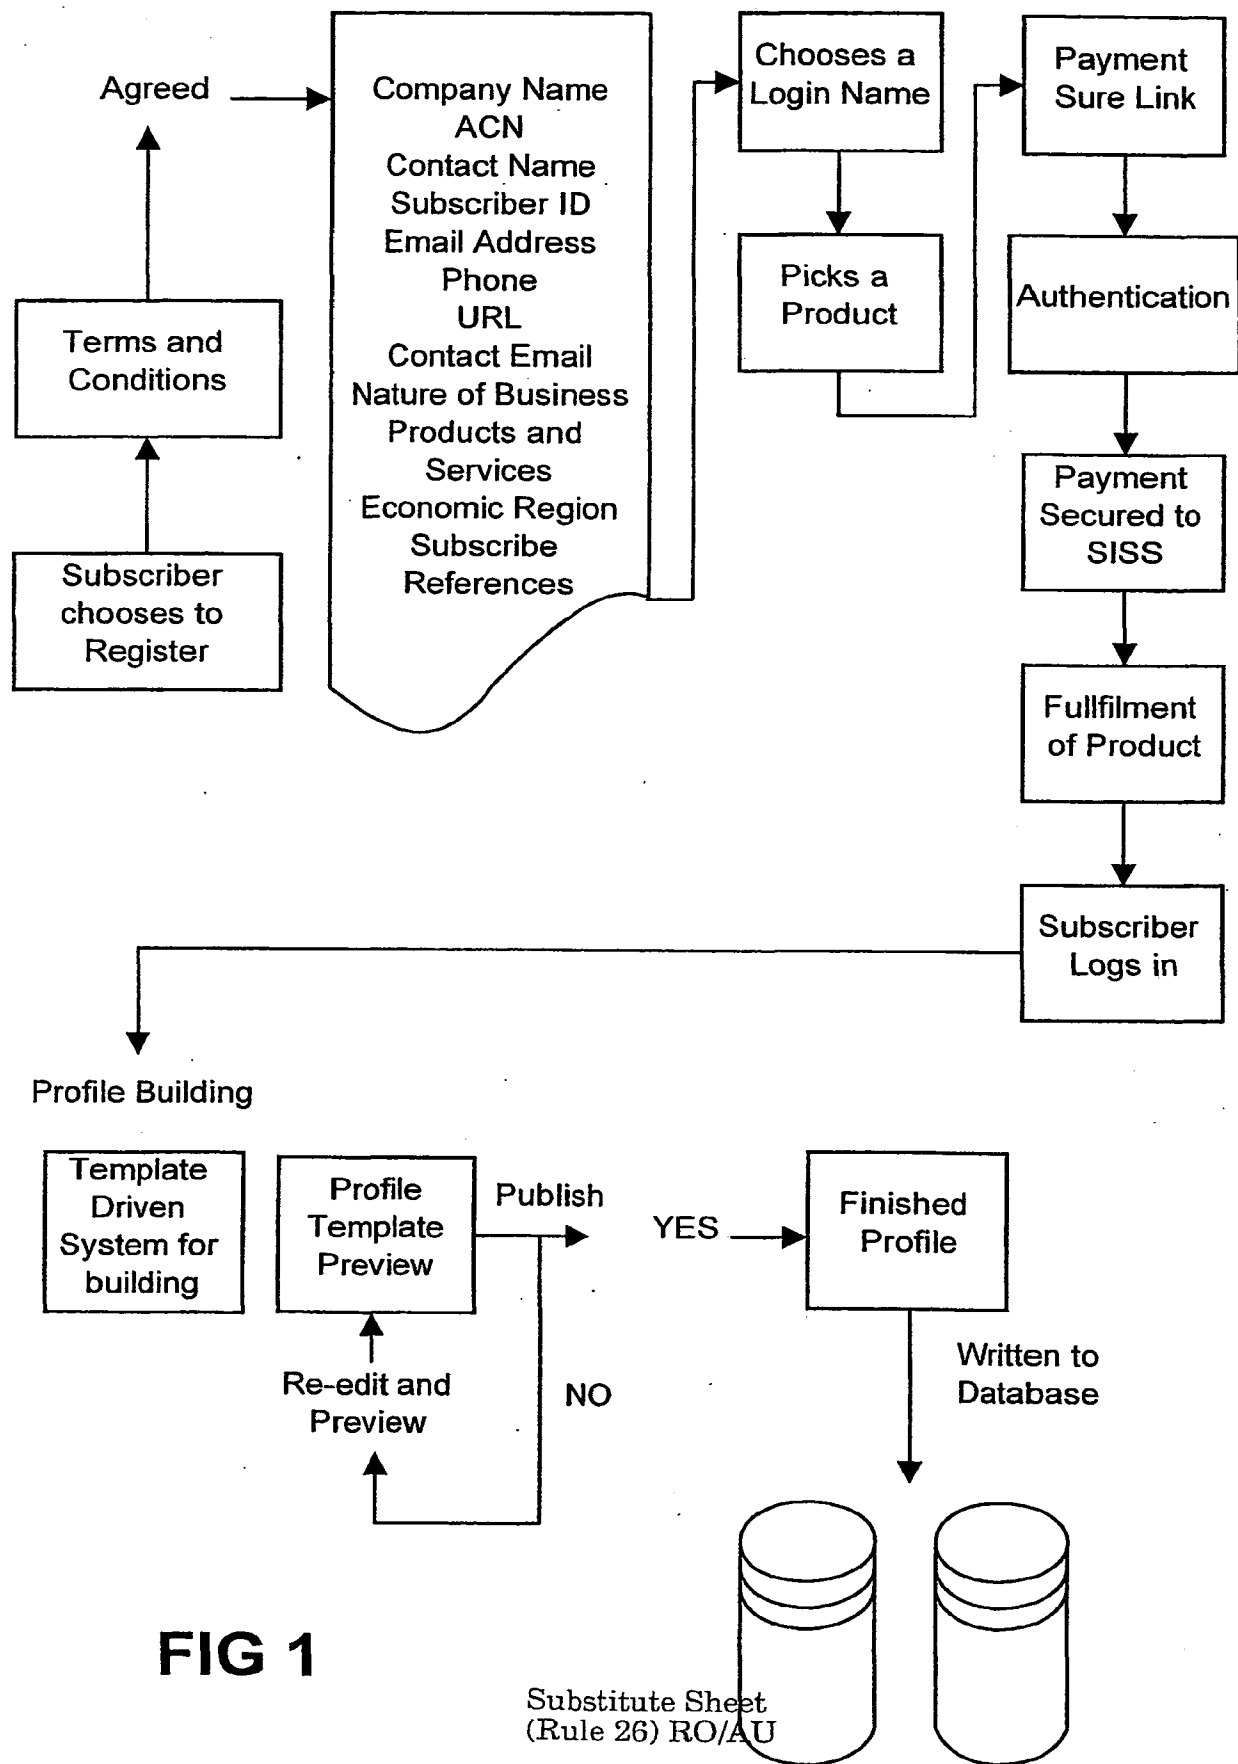 Agreed
Terms and
Conditions
Subscriber
chooses to
Register
Company Name
ACN
Contact Name
Subscriber ID
Email Address
Phone
URL
Contact Email
Nature of Business
Products and
Services
Economic Region
Subscribe
References
Chooses a
Login Name
Picks a
Product
Payment
Sure Link
Authentication
Payment
Secured to
SISS
Fullfilment
of Product
Subscriber
Logs in
Profile Building
Template
Driven
System for
building
Profile
Template
Preview
Publish
YES
Finished
Profile
Re-edit and
Preview
NO
Written to
Database
FIG 1
Substitute Sheet
(Rule 26) RO/AU